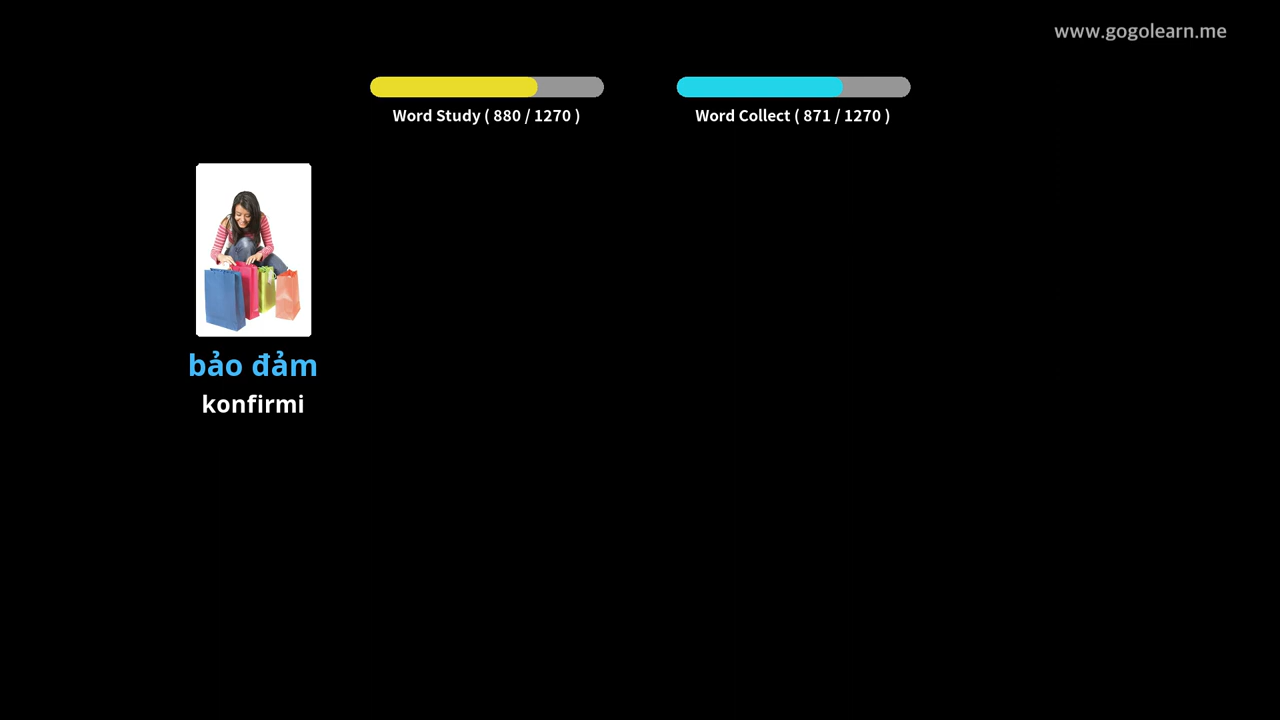 www.gogolearn.me
Word Study ( 880 / 1270 )
Word Collect ( 871 / 1270 )
bảo đảm
konfirmi